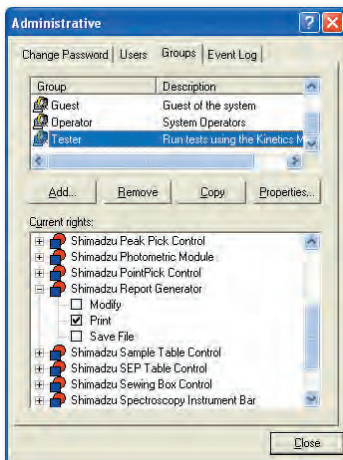 Administrative
Change Password Users Groups Event Log
Group Description
Guest Guest of the system
Operator System Operators
Tester Run tests using the Kinetics M
Add... Remove Copy Properties...
Current rights:
Shimadzu Peak Pick Control
Shimadzu Photometric Module
Shimadzu PointPick Control
Shimadzu Report Generator
Modify
Print
Save File
Shimadzu Sample Table Control
Shimadzu SEP Table Control
Shimadzu Sewing Box Control
Shimadzu Spectroscopy Instrument Bar
Close